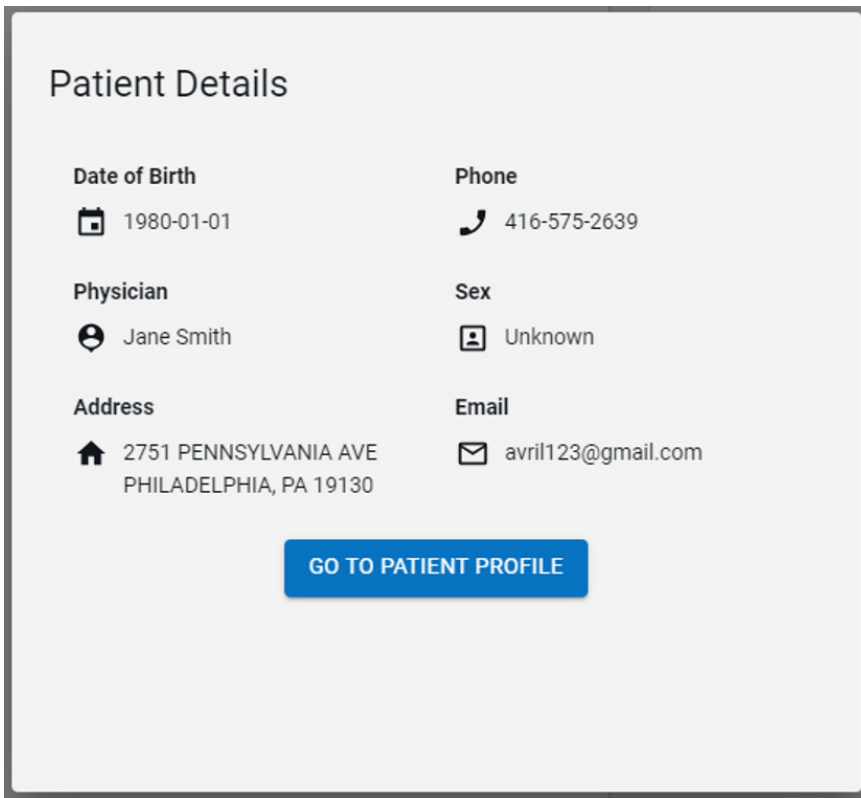 Patient Details
Date of Birth
1980-01-01
Phone
416-575-2639
Physician
Jane Smith
Sex
Unknown
Address
2751 PENNSYLVANIA AVE
PHILADELPHIA, PA 19130
Email
avril123@gmail.com
GO TO PATIENT PROFILE